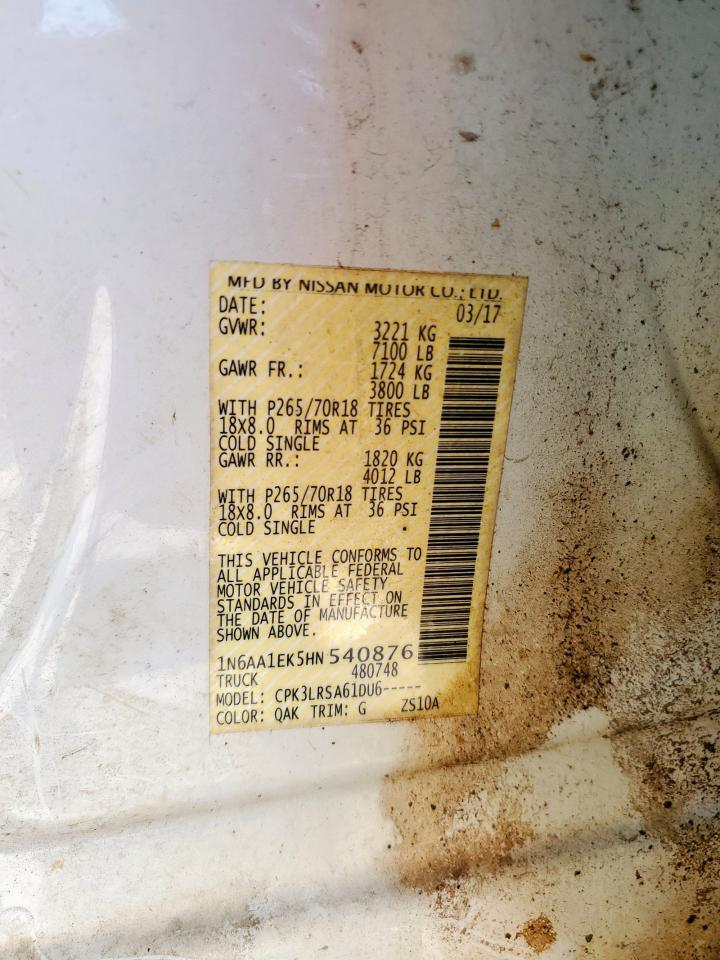 MFD BY NISSAN MOTOR CO., LTD.
DATE: 03/17
GVWR: 3221 KG
7100 LB
GAWR FR.: 1724 KG
3800 LB
WITH P265/70R18 TIRES
18X8.0 RIMS AT 36 PSI
COLD SINGLE
GAWR RR.: 1820 KG
4012 LB
WITH P265/70R18 TIRES
18X8.0 RIMS AT 36 PSI
COLD SINGLE
THIS VEHICLE CONFORMS TO
ALL APPLICABLE FEDERAL
MOTOR VEHICLE SAFETY
STANDARDS IN EFFECT ON
THE DATE OF MANUFACTURE
SHOWN ABOVE.
1N6AA1EK5HN540876
TRUCK 480748
MODEL: CPK3LRSA61DU6-----
COLOR: QAK TRIM: G ZS10A